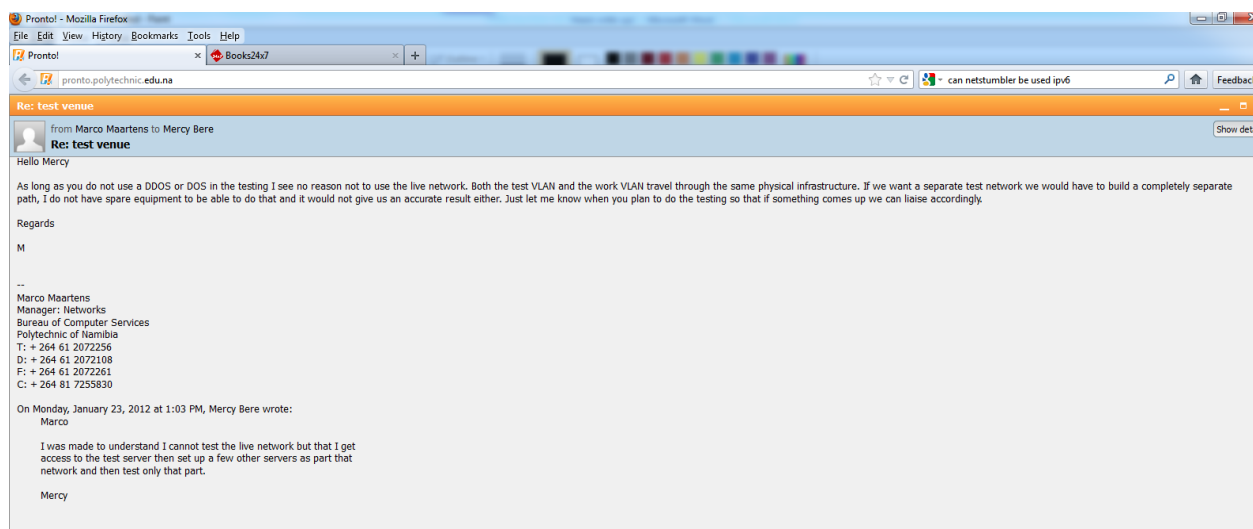 Pronto! - Mozilla Firefox
File Edit View History Bookmarks Tools Help
Pronto! Books24x7
pronto.polytechnic.edu.na can netstumbler be used ipv6 Feedbac
Re: test venue
from Marco Maartens to Mercy Bere Show det
Re: test venue
Hello Mercy
As long as you do not use a DDOS or DOS in the testing I see no reason not to use the live network. Both the test VLAN and the work VLAN travel through the same physical infrastructure. If we want a separate test network we would have to build a completely separate
path, I do not have spare equipment to be able to do that and it would not give us an accurate result either. Just let me know when you plan to do the testing so that if something comes up we can liaise accordingly.
Regards
M
--
Marco Maartens
Manager: Networks
Bureau of Computer Services
Polytechnic of Namibia
T: + 264 61 2072256
D: + 264 61 2072108
F: + 264 61 2072261
C: + 264 81 7255830
On Monday, January 23, 2012 at 1:03 PM, Mercy Bere wrote:
Marco
I was made to understand I cannot test the live network but that I get
access to the test server then set up a few other servers as part that
network and then test only that part.
Mercy